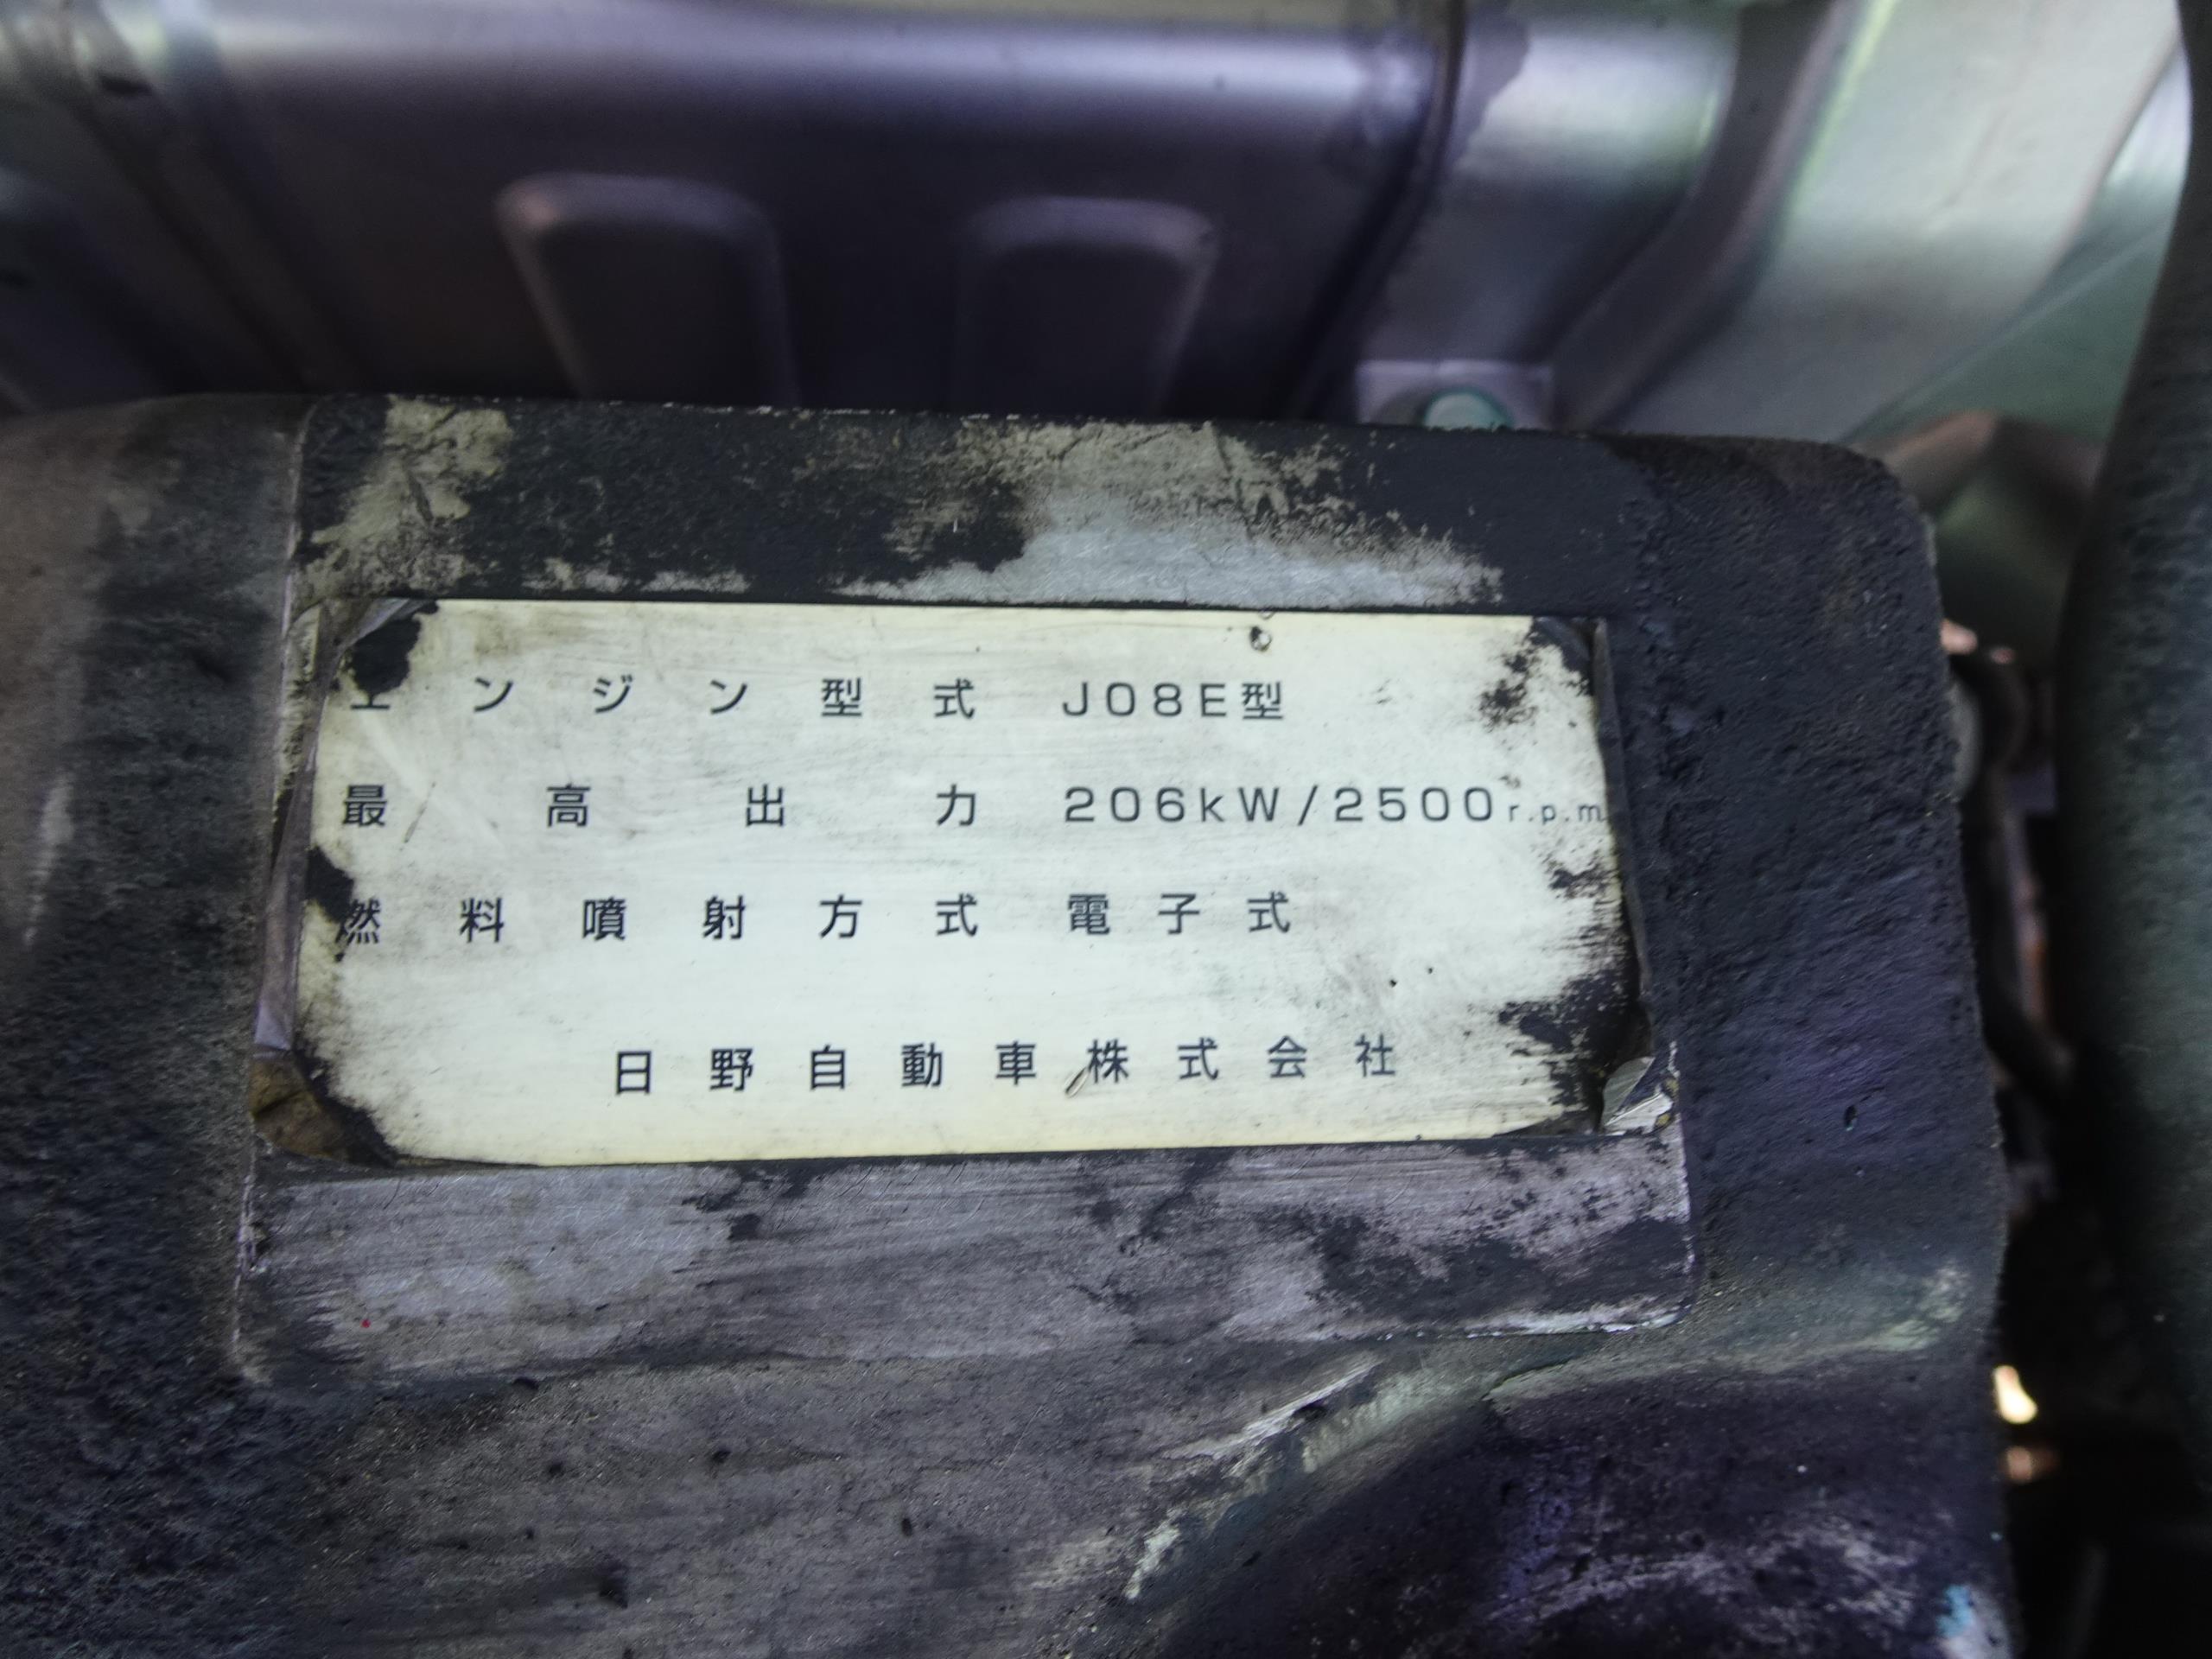 エンジン型式 J08E型
最高出力 206kW/2500r.p.m
燃料噴射方式 電子式
日野自動車株式会社